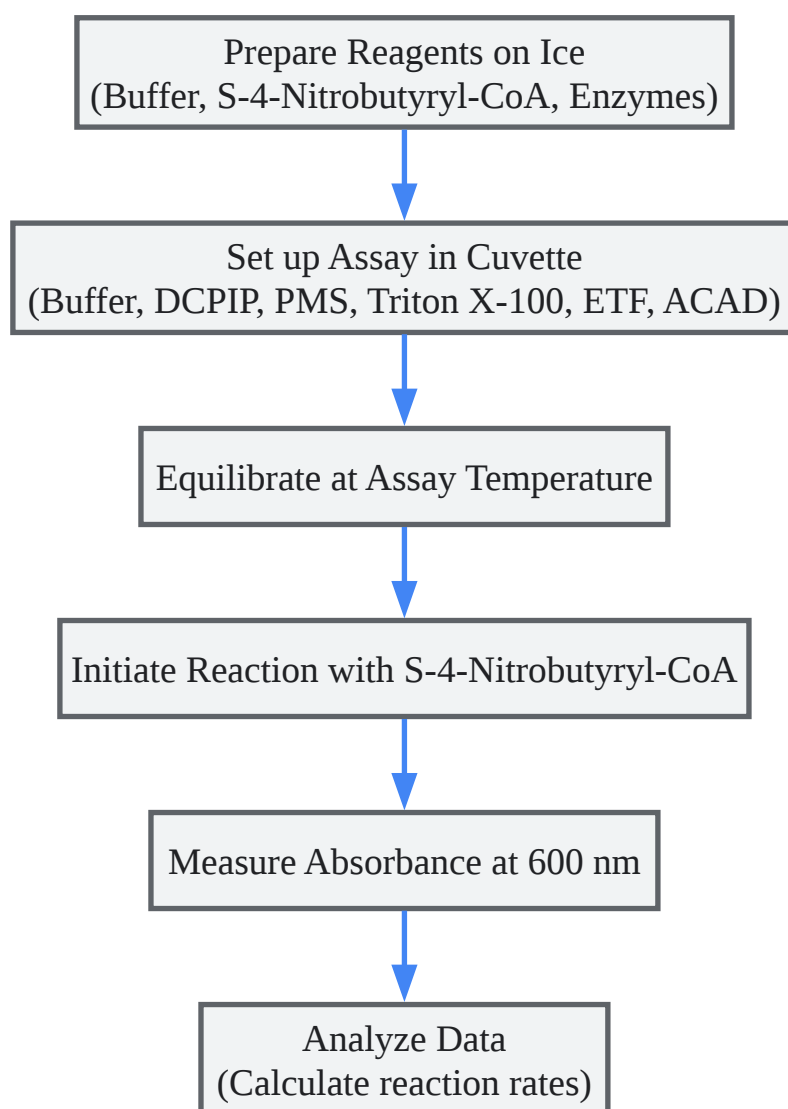 Prepare Reagents on Ice
(Buffer, S-4-Nitrobutyryl-CoA, Enzymes)
Set up Assay in Cuvette
(Buffer, DCPIP, PMS, Triton X-100, ETF, ACAD)
Equilibrate at Assay Temperature
Initiate Reaction with S-4-Nitrobutyryl-CoA
Measure Absorbance at 600 nm
Analyze Data
(Calculate reaction rates)